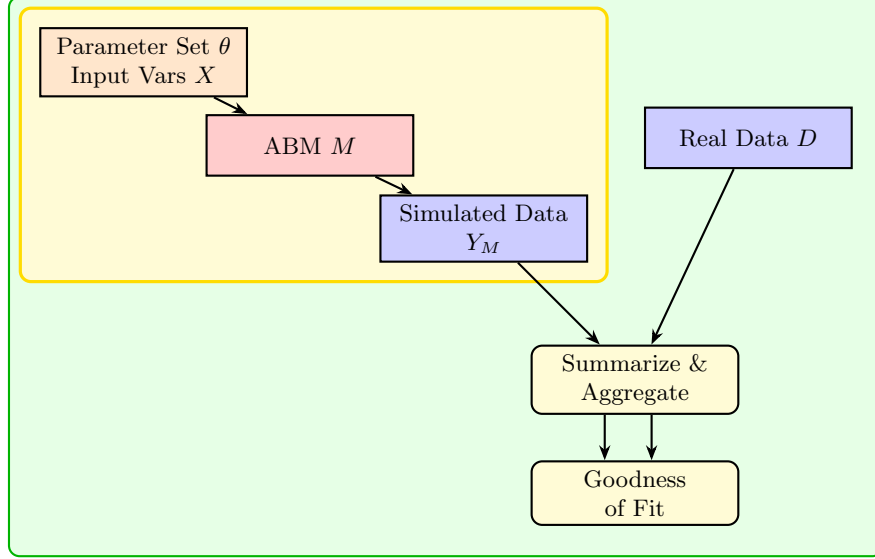 Parameter Set θ
Input Vars X
ABM M
Real Data D
Simulated Data
Y_M
Summarize &
Aggregate
Goodness
of Fit